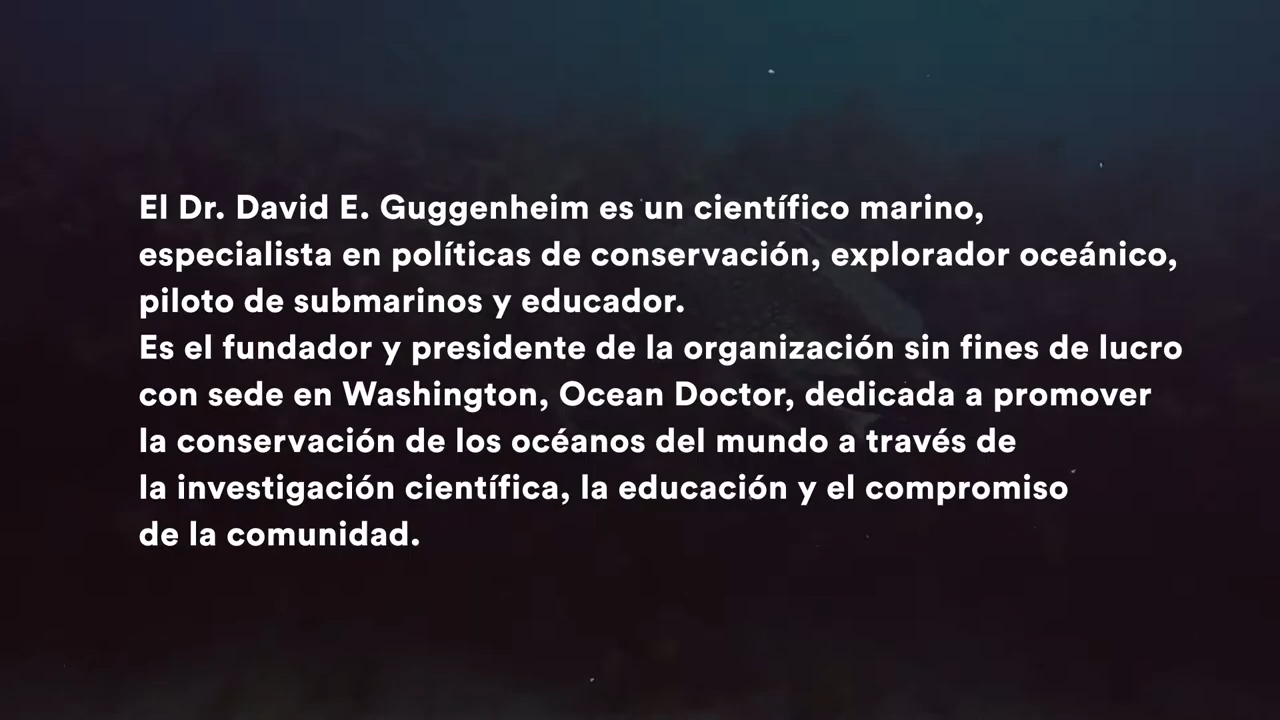 El Dr. David E. Guggenheim es un científico marino,
especialista en políticas de conservación, explorador oceánico,
piloto de submarinos y educador.
Es el fundador y presidente de la organización sin fines de lucro
con sede en Washington, Ocean Doctor, dedicada a promover
la conservación de los océanos del mundo a través de
la investigación científica, la educación y el compromiso
de la comunidad.